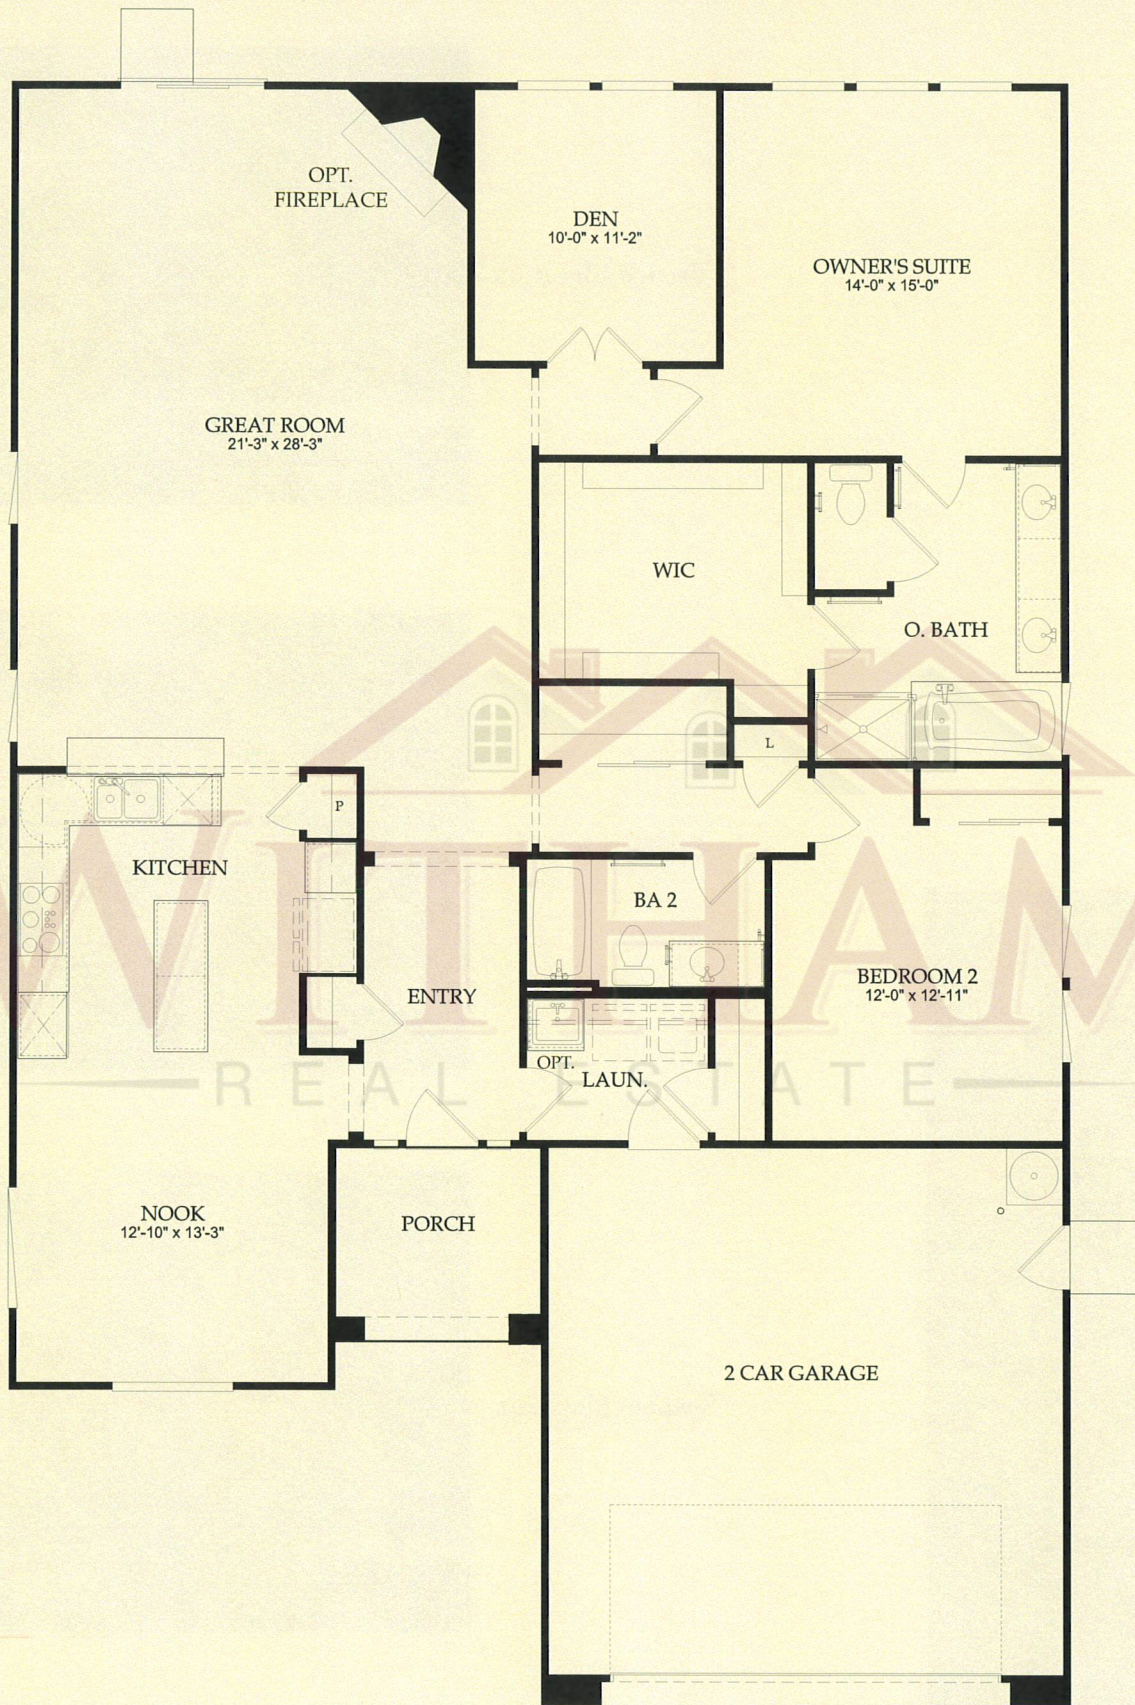 OPT.
FIREPLACE
DEN
10'-0" x 11'-2"
OWNER'S SUITE
14'-0" x 15'-0"
GREAT ROOM
21'-3" x 28'-3"
WIC
O. BATH
L
P
KITCHEN
BA 2
BEDROOM 2
12'-0" x 12'-11"
ENTRY
OPT.
LAUN.
WITHAM
REAL ESTATE
NOOK
12'-10" x 13'-3"
PORCH
2 CAR GARAGE